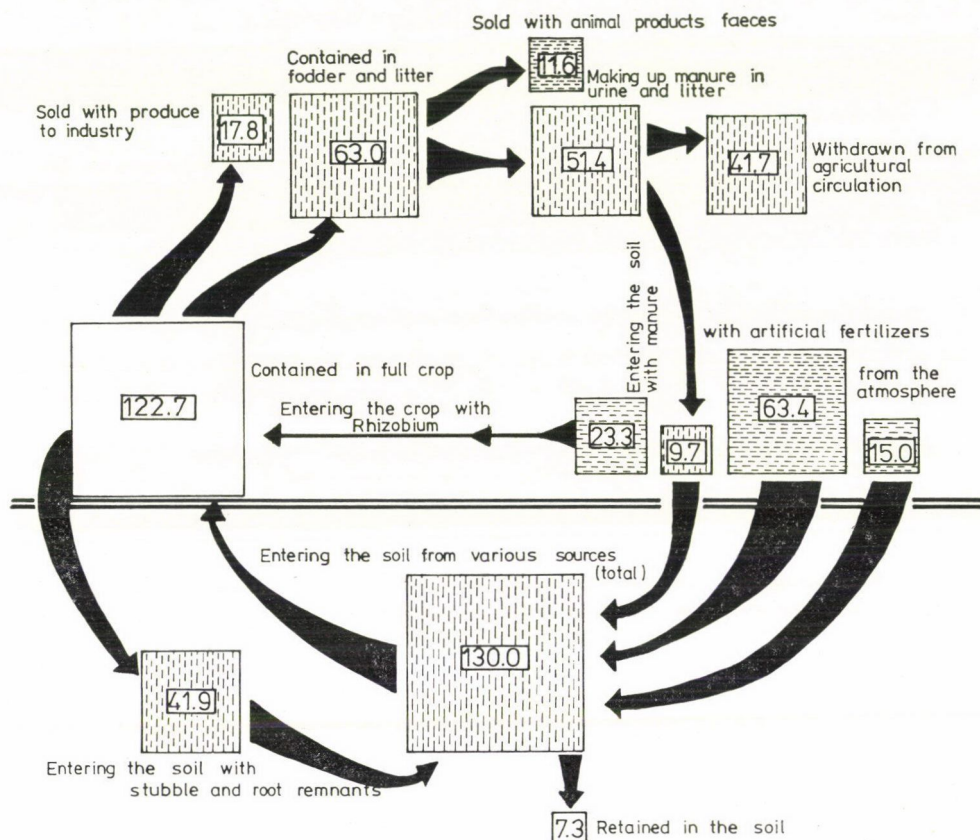 Sold with animal products faeces
11.6
Contained in
fodder and litter
63.0
Making up manure in
urine and litter
51.4
Sold with produce
to industry
17.8
41.7
Withdrawn from
agricultural
circulation
Entering the soil
with manure
with artificial fertilizers
from the
atmosphere
122.7
Contained in full crop
Entering the crop with
Rhizobium
23.3
9.7
63.4
15.0
Entering the soil from various sources
(total)
130.0
41.9
Entering the soil with
stubble and root remnants
7.3
Retained in the soil